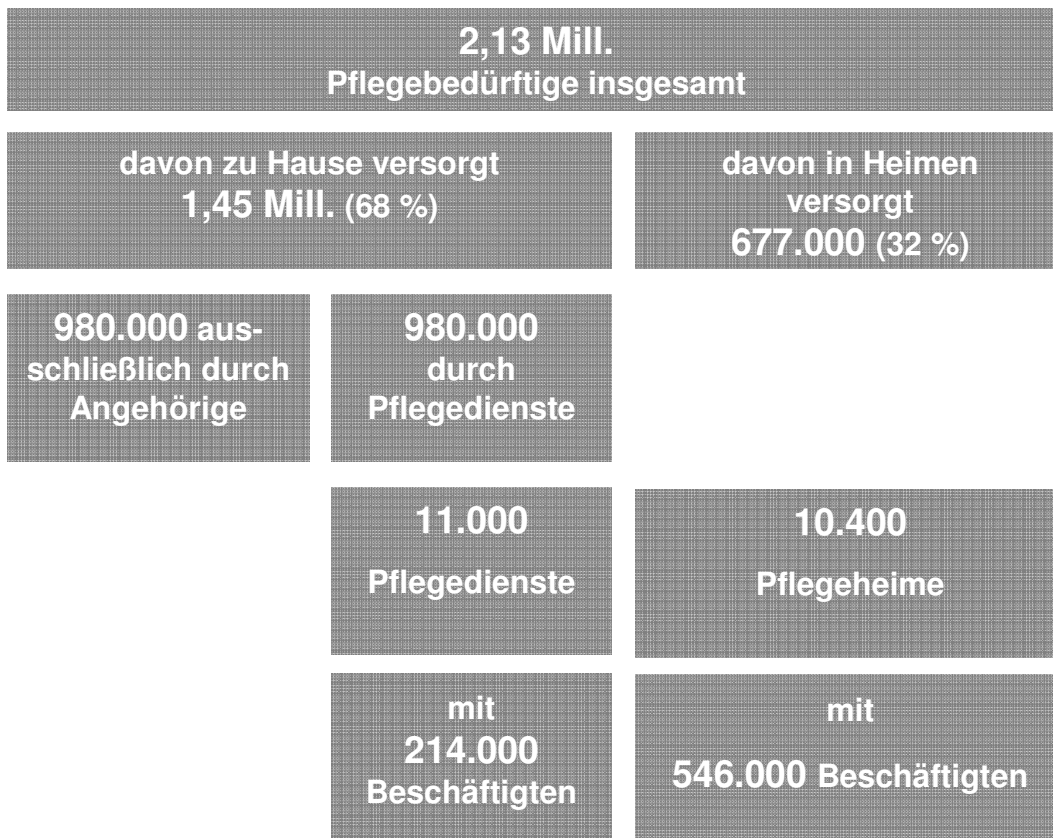 2,13 Mill.
Pflegebedürftige insgesamt
davon zu Hause versorgt
1,45 Mill. (68 %)
davon in Heimen
versorgt
677.000 (32 %)
980.000 aus-
schließlich durch
Angehörige
980.000
durch
Pflegedienste
11.000
Pflegedienste
10.400
Pflegeheime
mit
214.000
Beschäftigten
mit
546.000 Beschäftigten